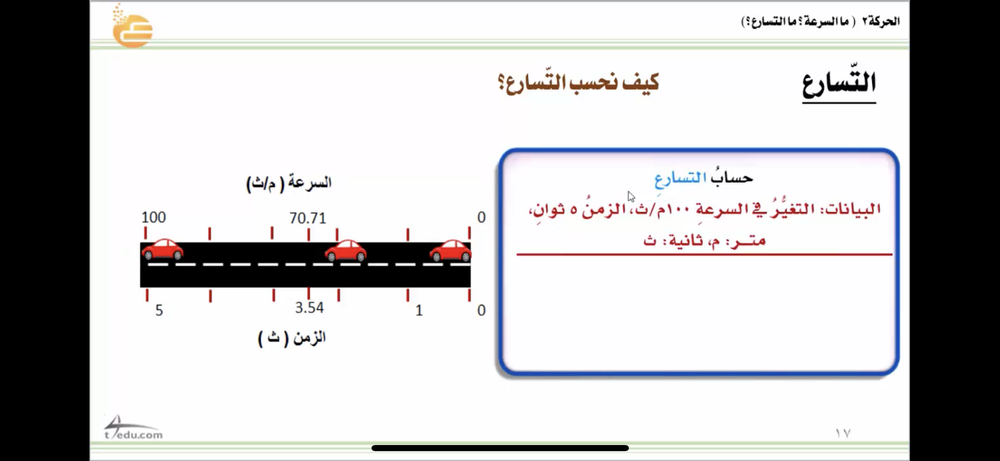 الحركة٢ ( ما السرعة؟ ما التسارع؟)
التّسارع
كيف نحسب التّسارع؟
حسابُ التسارعِ
البيانات: التغيُّرُ في السرعةِ ١٠٠م/ث، الزمنُ ٥ ثوانِ،
متـر: م، ثانية: ث
السرعة ( م/ث)
100 70.71 0
5 3.54 1 0
الزمن ( ث )
t4edu.com
١٧